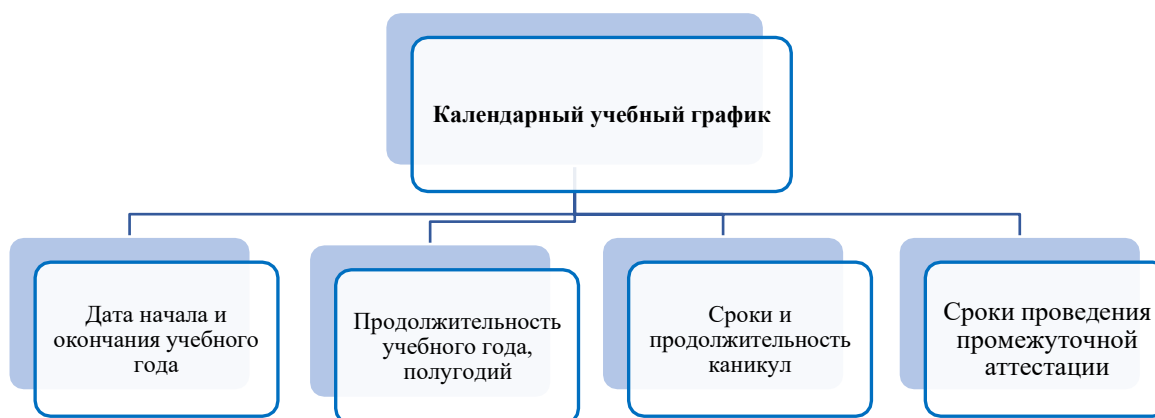 Календарный учебный график
Дата начала и
окончания учебного
года
Продолжительность
учебного года,
полугодий
Сроки и
продолжительность
каникул
Сроки проведения
промежуточной
аттестации